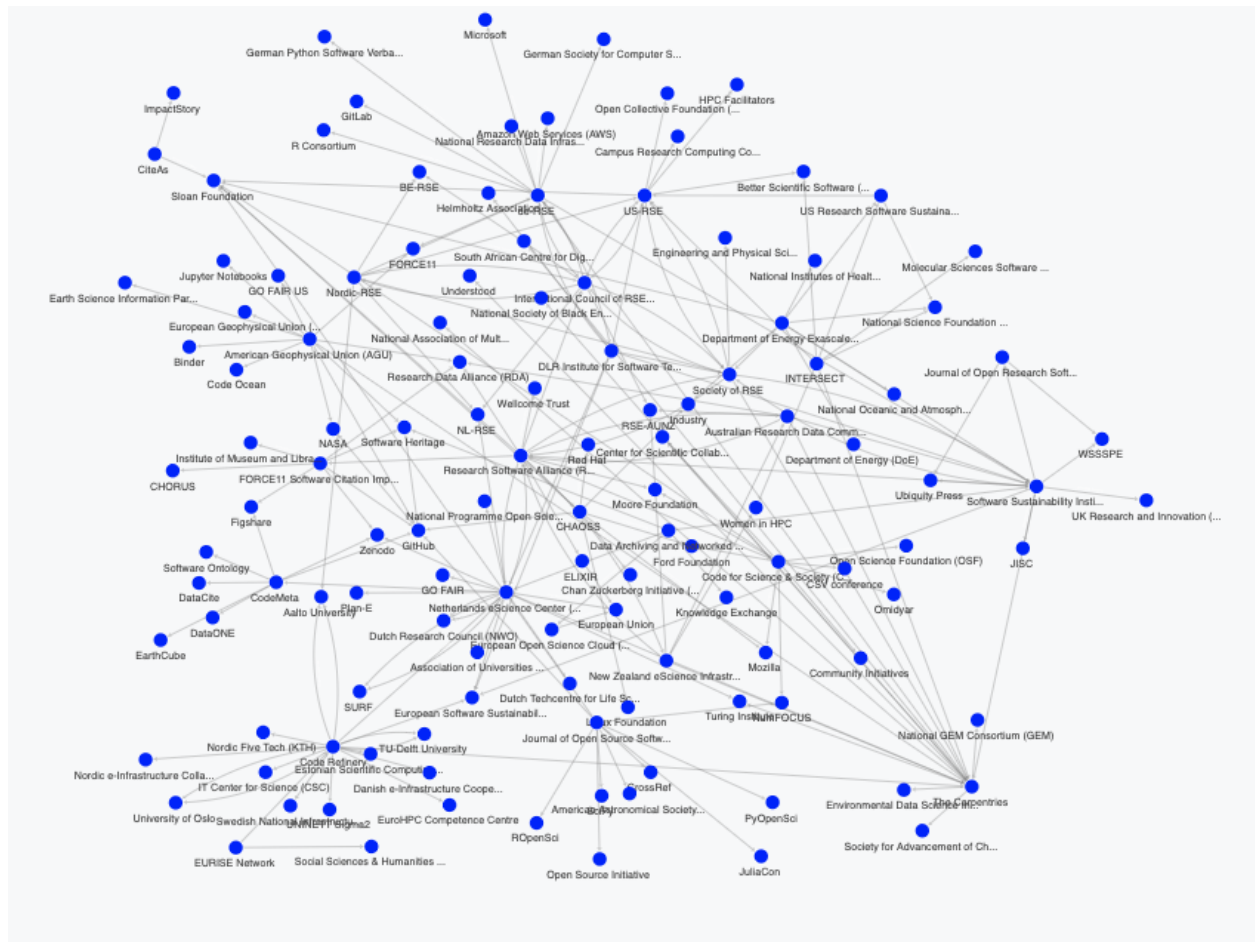 Microsoft
German Python Software Verba...
German Society for Computer S...
HPC Facilitators
ImpactStory
GitLab
Open Collective Foundation (...
Amazon Web Services (AWS)
National Research Data Infras...
R Consortium
Campus Research Computing Co...
CiteAs
BE-RSE
Better Scientific Software (...
Sloan Foundation
Helmholtz Association
de-RSE
US-RSE
US Research Software Sustaina...
FORCE11
South African Centre for Dig...
Engineering and Physical Sci...
Molecular Sciences Software ...
Jupyter Notebooks
GO FAIR US
Nordic-RSE
Understood
National Institutes of Healt...
Earth Science Information Par...
International Council of RSE...
National Society of Black En...
European Geophysical Union (...
National Science Foundation ...
National Association of Mult...
Department of Energy Exascale...
American Geophysical Union (AGU)
Binder
Code Ocean
Research Data Alliance (RDA)
DLR Institute for Software Te...
Society of RSE
INTERSECT
Journal of Open Research Soft...
Wellcome Trust
National Oceanic and Atmosph...
NL-RSE
RSE-AUNZ
Industry
Australian Research Data Comm...
NASA
Software Heritage
Institute of Museum and Libra...
Red Hat
Center for Scientific Collab...
Department of Energy (DoE)
WSSSPE
CHORUS
FORCE11 Software Citation Imp...
Research Software Alliance (R...
Moore Foundation
Ubiquity Press
Software Sustainability Insti...
UK Research and Innovation (...
Figshare
National Programme Open Scie...
CHAOSS
Women in HPC
Zenodo
GitHub
Data Archiving and Networked ...
Ford Foundation
Open Science Foundation (OSF)
JISC
Software Ontology
ELIXIR
Code for Science & Society (C...
CSV conference
DataCite
CodeMeta
GO FAIR
Chan Zuckerberg Initiative (...
Aalto University
Plan-E
Netherlands eScience Center (...
Knowledge Exchange
Omidyar
DataONE
Dutch Research Council (NWO)
European Union
EarthCube
European Open Science Cloud (...
Association of Universities ...
New Zealand eScience Infrastr...
Mozilla
Community Initiatives
SURF
European Software Sustainabil...
Dutch Techcentre for Life Sc...
Linux Foundation
Turing Institute
NumFOCUS
Journal of Open Source Softw...
National GEM Consortium (GEM)
Nordic Five Tech (KTH)
TU-Delft University
Code Refinery
Estonian Scientific Computin...
Nordic e-Infrastructure Colla...
IT Center for Science (CSC)
Danish e-Infrastructure Coope...
CrossRef
Environmental Data Science In...
The Carpentries
University of Oslo
Swedish National Infrastructu...
UNINETT Sigma2
EuroHPC Competence Centre
American Astronomical Society...
SciPy
PyOpenSci
ROpenSci
Society for Advancement of Ch...
EURISE Network
Social Sciences & Humanities ...
Open Source Initiative
JuliaCon